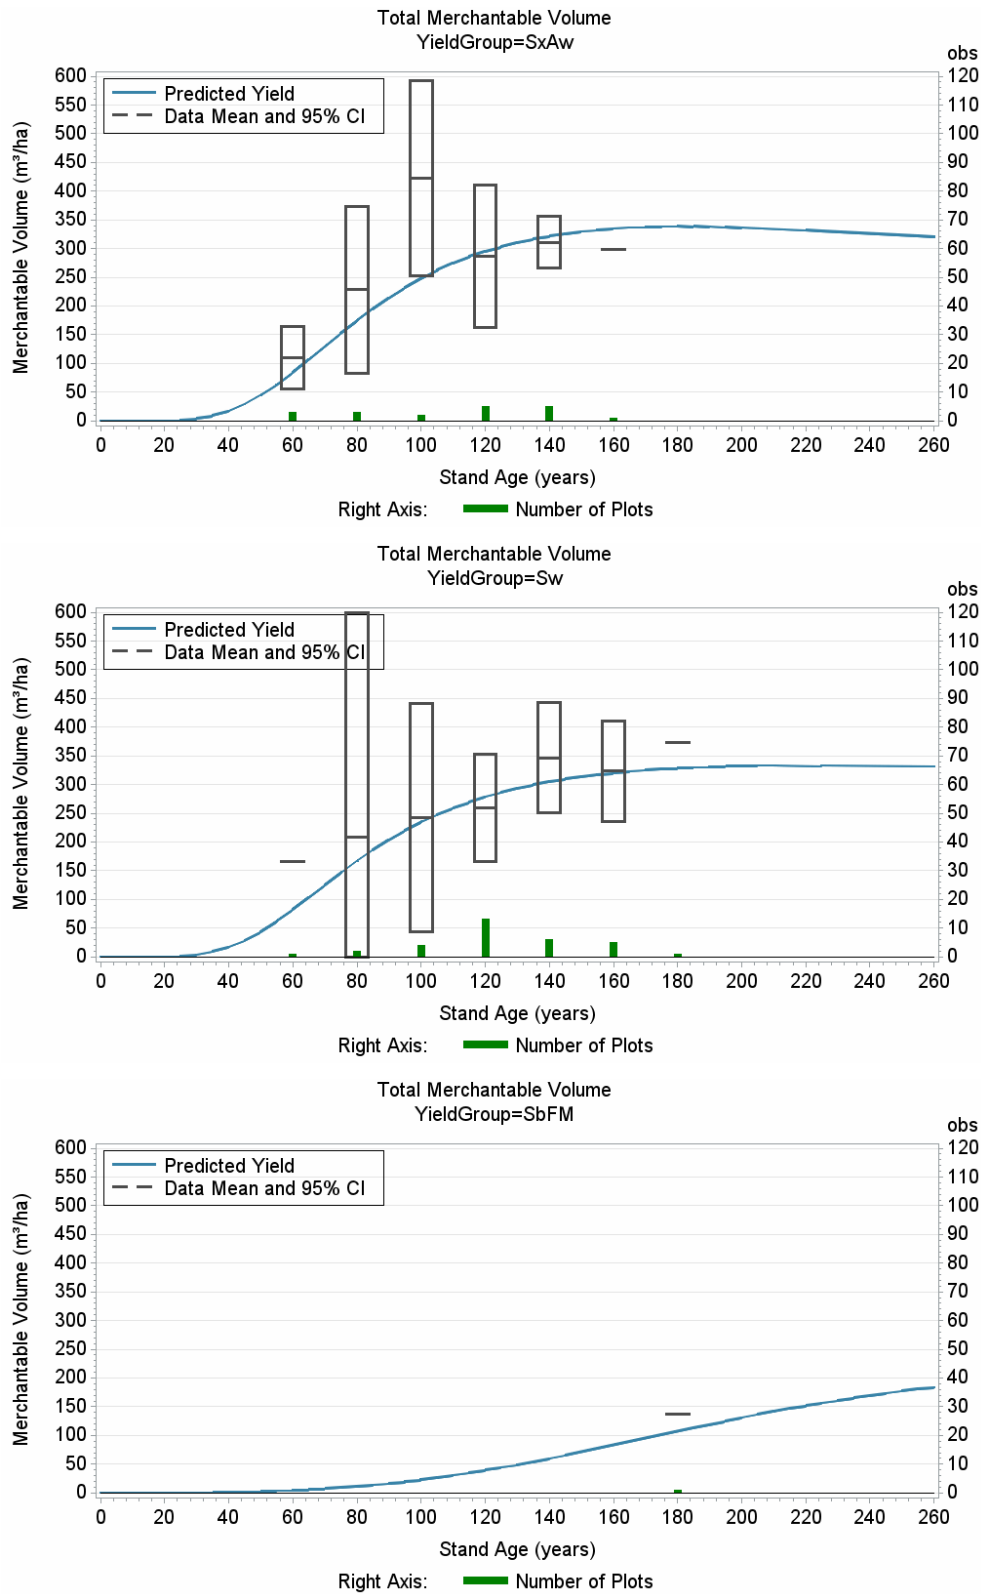 Total Merchantable Volume
YieldGroup=SxAw
obs
Merchantable Volume (m³/ha)
600
550
500
450
400
350
300
250
200
150
100
50
0
Predicted Yield
Data Mean and 95% CI
120
110
100
90
80
70
60
50
40
30
20
10
0
0 20 40 60 80 100 120 140 160 180 200 220 240 260
Stand Age (years)
Right Axis: Number of Plots
Total Merchantable Volume
YieldGroup=Sw
obs
Merchantable Volume (m³/ha)
600
550
500
450
400
350
300
250
200
150
100
50
0
Predicted Yield
Data Mean and 95% CI
120
110
100
90
80
70
60
50
40
30
20
10
0
0 20 40 60 80 100 120 140 160 180 200 220 240 260
Stand Age (years)
Right Axis: Number of Plots
Total Merchantable Volume
YieldGroup=SbFM
obs
Merchantable Volume (m³/ha)
600
550
500
450
400
350
300
250
200
150
100
50
0
Predicted Yield
Data Mean and 95% CI
120
110
100
90
80
70
60
50
40
30
20
10
0
0 20 40 60 80 100 120 140 160 180 200 220 240 260
Stand Age (years)
Right Axis: Number of Plots